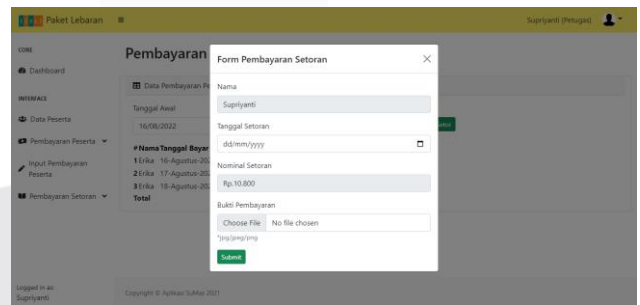 Paket Lebaran
Supriyanti (Petugas)
CORE
Dashboard
INTERFACE
Data Peserta
Pembayaran Peserta
Input Pembayaran
Peserta
Pembayaran Setoran
Logged in as:
Supriyanti
Pembayaran
Data Pembayaran Pe
Tanggal Awal
16/08/2022
# Nama Tanggal Bayar
1 Erika 16-Agustus-202
2 Erika 17-Agustus-202
3 Erika 18-Agustus-202
Total
Form Pembayaran Setoran
Nama
Supriyanti
Tanggal Setoran
dd/mm/yyyy
Nominal Setoran
Rp.10.800
Bukti Pembayaran
Choose File No file chosen
*jpg/jpeg/png
Submit
Copyright © Aplikasi SuMar 2021